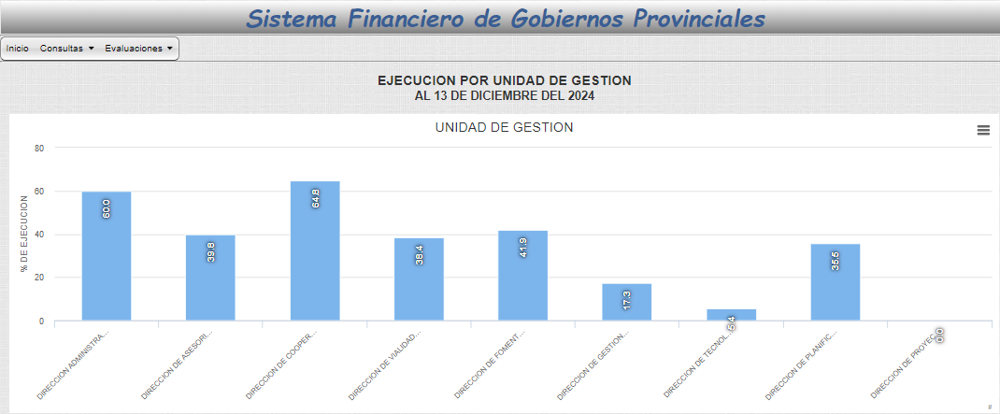 Sistema Financiero de Gobiernos Provinciales
Inicio Consultas Evaluaciones
EJECUCION POR UNIDAD DE GESTION
AL 13 DE DICIEMBRE DEL 2024
UNIDAD DE GESTION
% DE EJECUCION
80
60
40
20
0
60.0
39.8
64.8
38.4
41.9
17.3
5.4
35.5
0.0
DIRECCION ADMINISTRA...
DIRECCION DE ASESORI...
DIRECCION DE COOPER...
DIRECCION DE VIALIDAD...
DIRECCION DE FOMENT...
DIRECCION DE GESTION...
DIRECCION DE TECNOL...
DIRECCION DE PLANIFIC...
DIRECCION DE PROYEC...
#